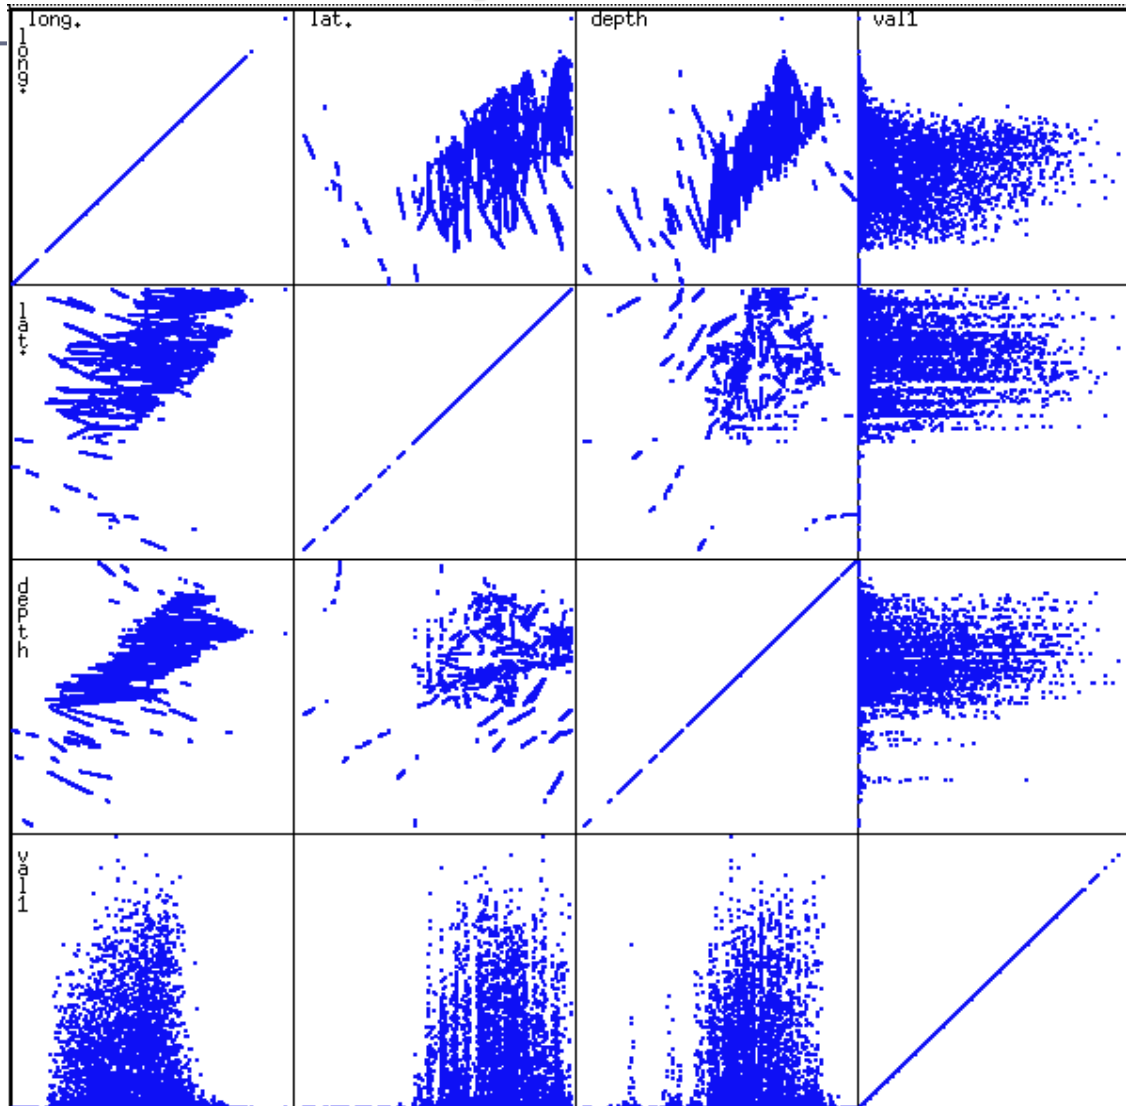 long. lat. depth val1
long.
lat.
depth
val1